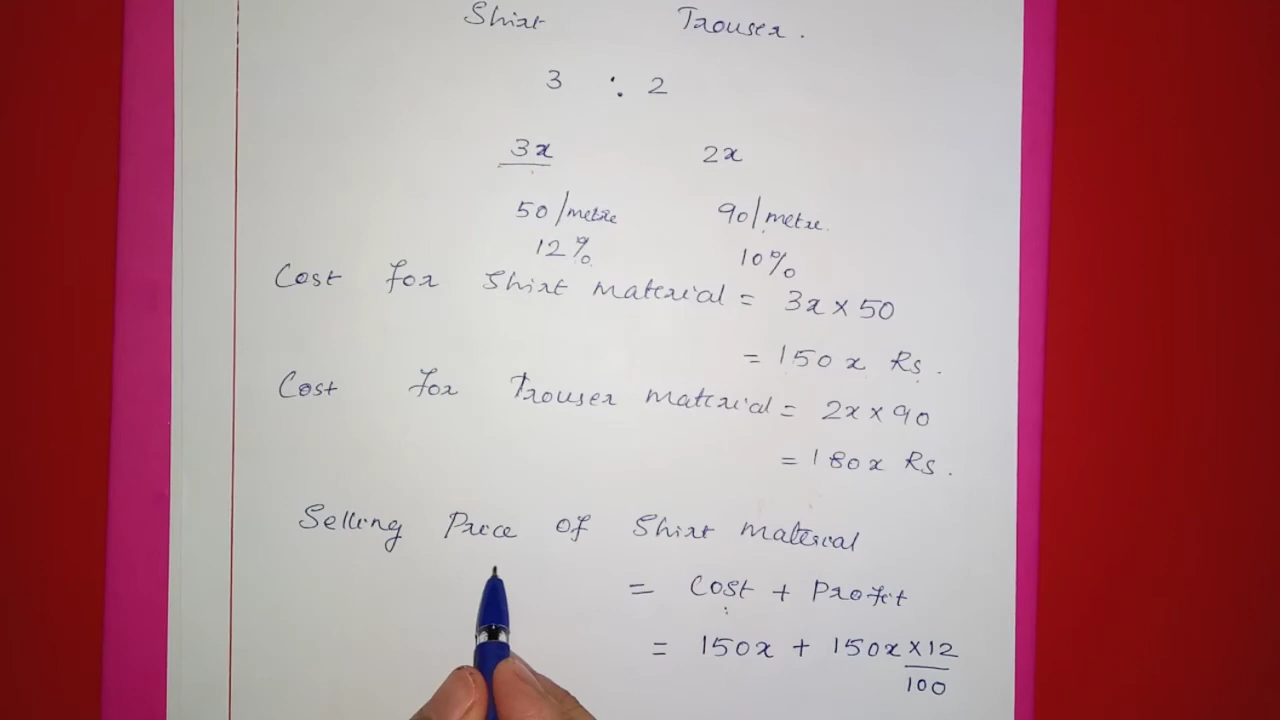 Shirt Trouser.
3 : 2
3x 2x
50/metre 90/metre.
12% 10%
Cost for Shirt material = 3x × 50
= 150x Rs.
Cost for Trouser material = 2x × 90
= 180x Rs.
Selling Price of Shirt material
= Cost + Profit
= 150x + 150x × 12
100